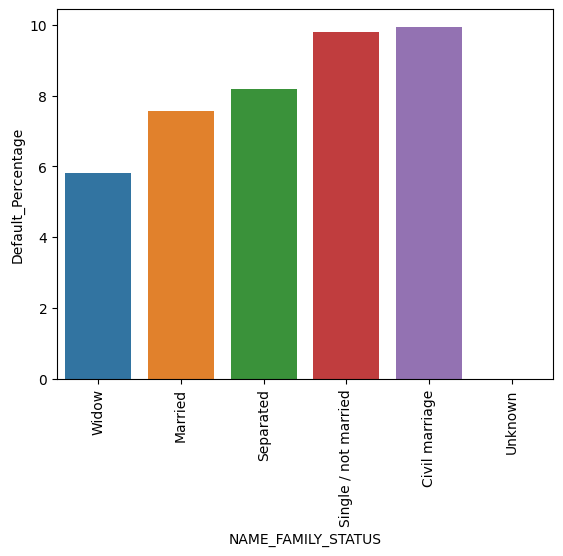 10
8
6
4
2
0
Default_Percentage
Widow
Married
Separated
Single / not married
Civil marriage
Unknown
NAME_FAMILY_STATUS